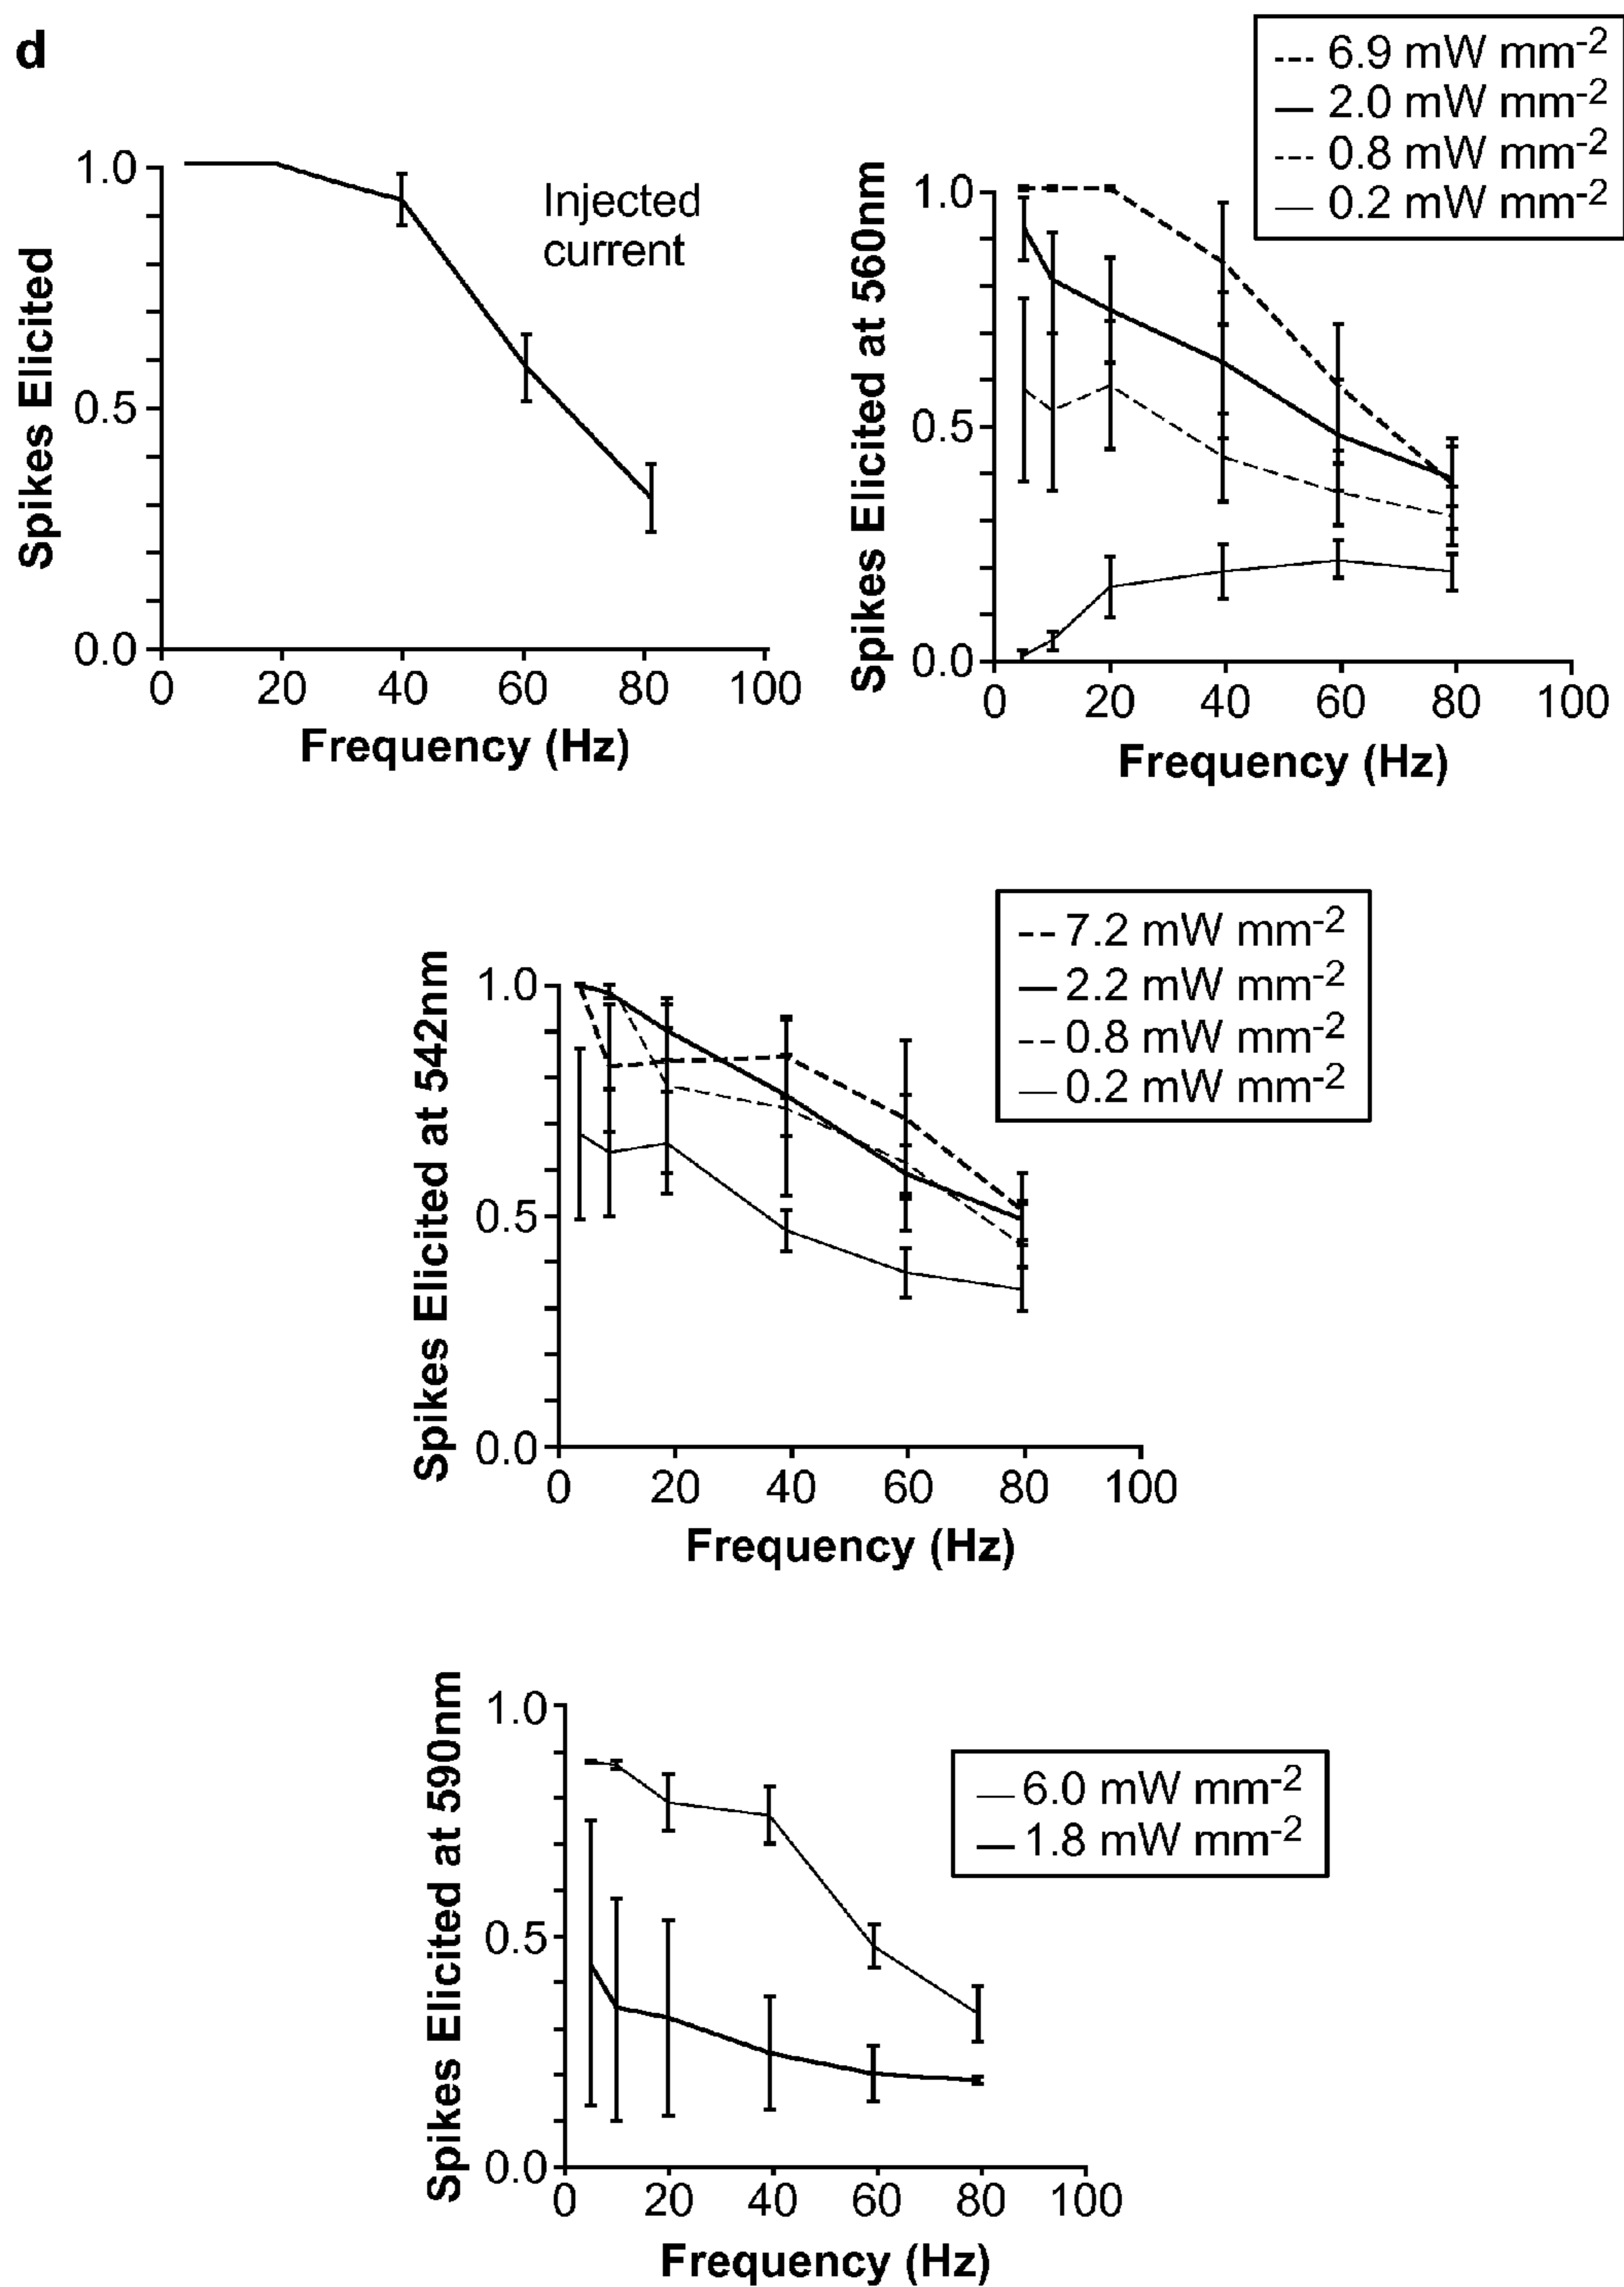 d
Spikes Elicited
1.0
0.5
0.0
0 20 40 60 80 100
Frequency (Hz)
Injected
current
6.9 mW mm-2
2.0 mW mm-2
0.8 mW mm-2
0.2 mW mm-2
Spikes Elicited at 560nm
1.0
0.5
0.0
0 20 40 60 80 100
Frequency (Hz)
7.2 mW mm-2
2.2 mW mm-2
0.8 mW mm-2
0.2 mW mm-2
Spikes Elicited at 542nm
1.0
0.5
0.0
0 20 40 60 80 100
Frequency (Hz)
6.0 mW mm-2
1.8 mW mm-2
Spikes Elicited at 590nm
1.0
0.5
0.0
0 20 40 60 80 100
Frequency (Hz)